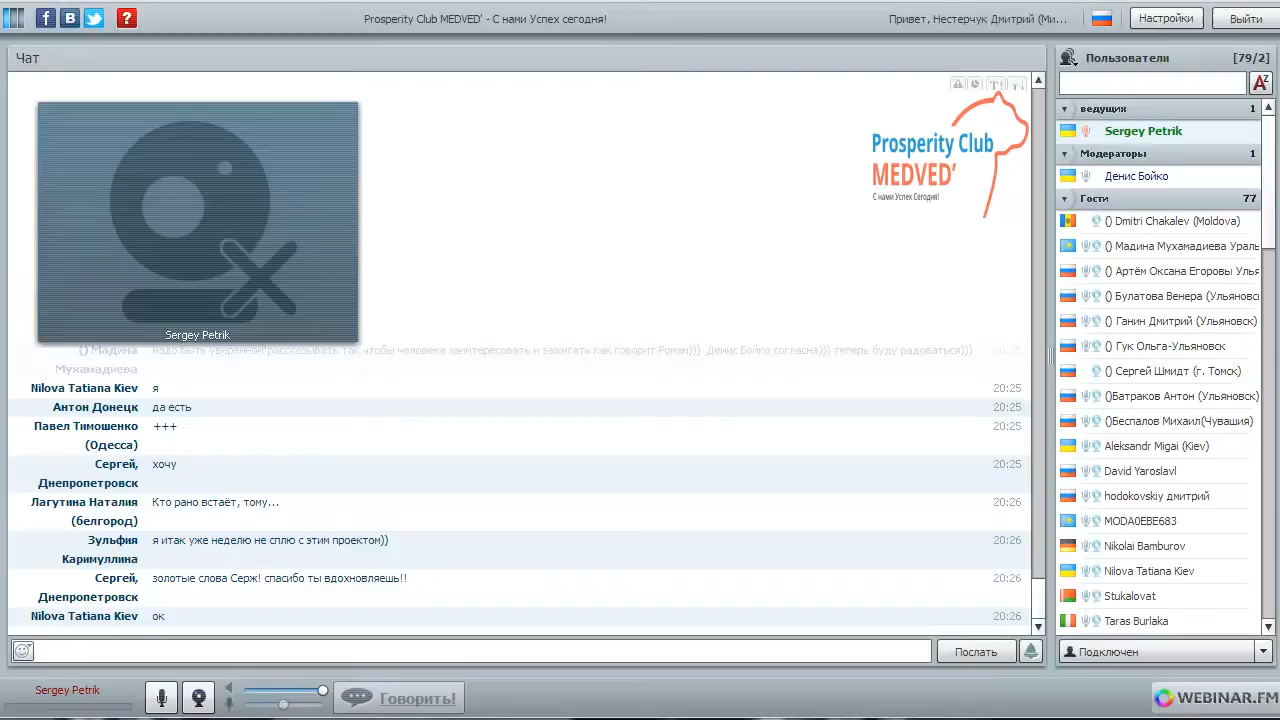 Prosperity Club MEDVED' - С нами Успех сегодня!
Привет, Нестерчук Дмитрий (Ми...
Настройки
Выйти
Чат
Prosperity Club
MEDVED'
С нами Успех Сегодня!
Sergey Petrik
() Мадина Мухамадиева
надо быть уверенной!рассказывать так чтобы человека заинтересовать и зажигать как говорит Роман))) Денис Бойко согласна))) теперь буду радоваться))) 20:25
Nilova Tatiana Kiev я 20:25
Антон Донецк да есть 20:25
Павел Тимошенко +++ 20:25
(Одесса)
Сергей, хочу 20:25
Днепропетровск
Лагутина Наталия Кто рано встаёт, тому... 20:26
(белгород)
Зульфия я итак уже неделю не сплю с этим проектом)) 20:26
Каримуллина
Сергей, золотые слова Серж! спасибо ты вдохновляешь!! 20:26
Днепропетровск
Nilova Tatiana Kiev ок 20:26
Послать
Sergey Petrik
Говорить!
Пользователи [79/2]
ведущих 1
Sergey Petrik
Модераторы 1
Денис Бойко
Гости 77
() Dmitri Chakalev (Moldova)
() Мадина Мухамадиева Ураль
() Артём Оксана Егоровы Улья
() Булатова Венера (Ульяновс
() Ганин Дмитрий (Ульяновск)
() Гук Ольга-Ульяновск
() Сергей Шмидт (г. Томск)
()Батраков Антон (Ульяновск)
()Беспалов Михаил(Чувашия)
Aleksandr Migai (Kiev)
David Yaroslavl
hodokovskiy дмитрий
MODA0EBE683
Nikolai Bamburov
Nilova Tatiana Kiev
Stukalovat
Taras Burlaka
Подключен
WEBINAR.FM